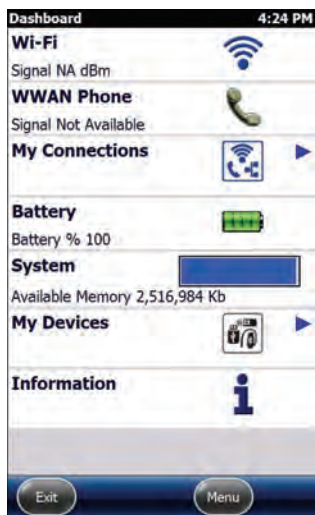 Dashboard 4:24 PM
Wi-Fi
Signal NA dBm
WWAN Phone
Signal Not Available
My Connections
Battery
Battery % 100
System
Available Memory 2,516,984 Kb
My Devices
Information
Exit Menu